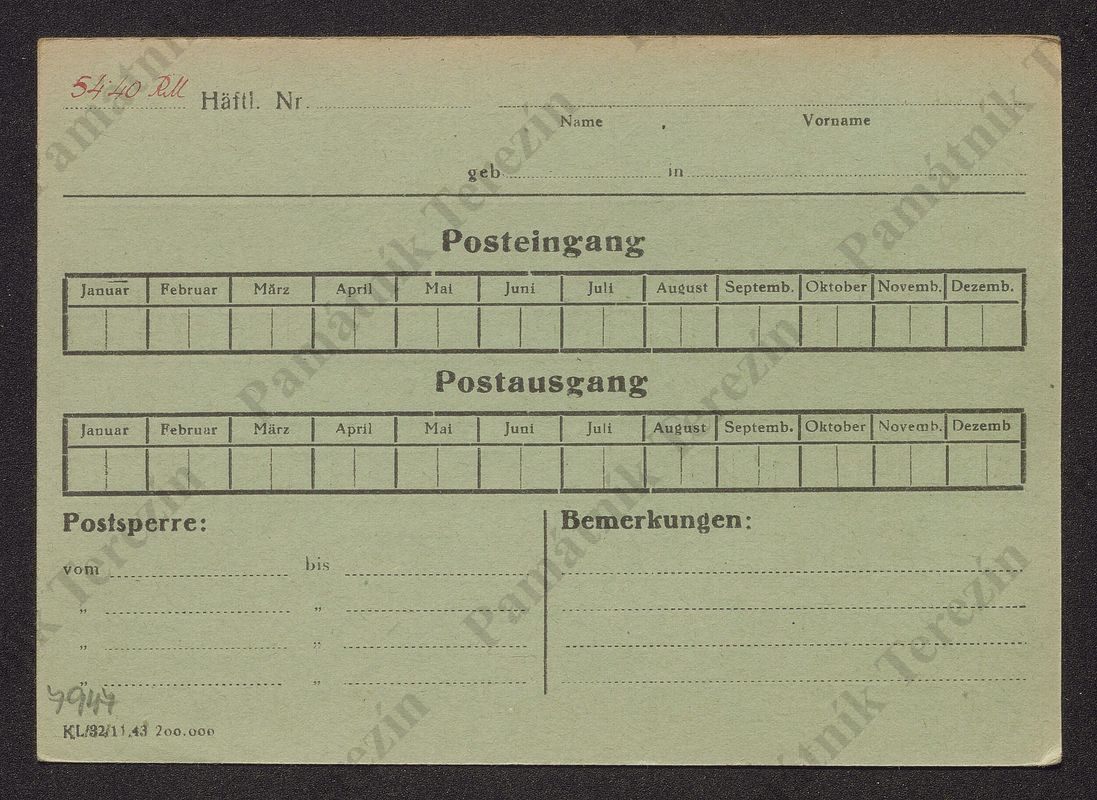 5440 RM Häftl. Nr.
Name Vorname
geb. in
Posteingang
Januar Februar März April Mai Juni Juli August Septemb. Oktober Novemb. Dezemb.
Postausgang
Januar Februar März April Mai Juni Juli August Septemb. Oktober Novemb. Dezemb
Postsperre: Bemerkungen:
vom bis
„ „
„ „
„ „
7947
KL/32/11.43 200.000
Památník Terezín